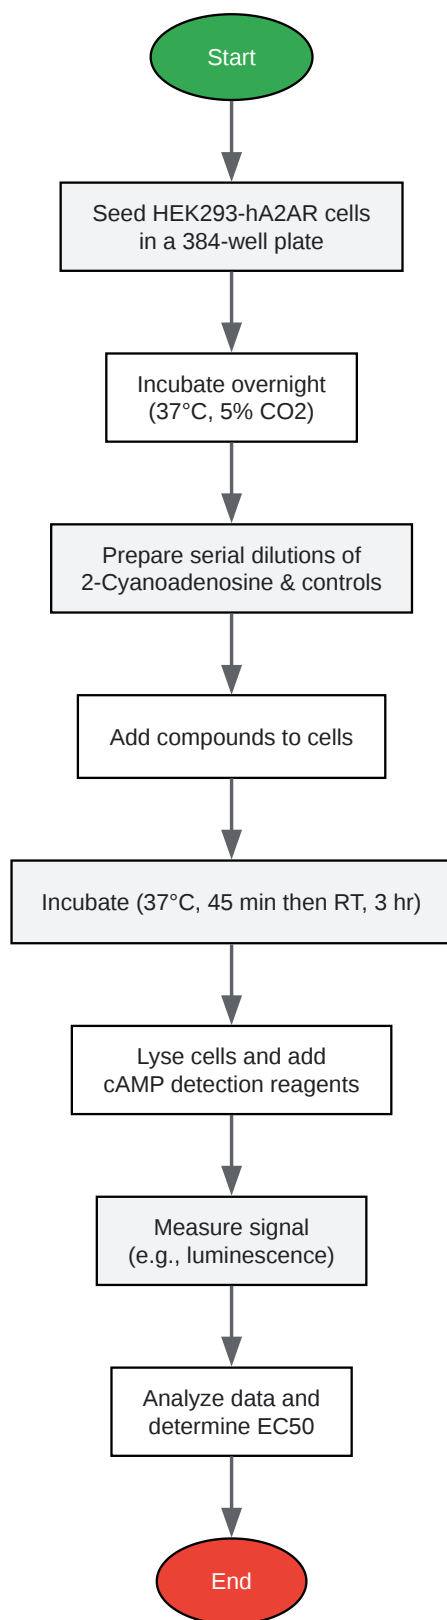 Start
Seed HEK293-hA2AR cells
in a 384-well plate
Incubate overnight
(37°C, 5% CO2)
Prepare serial dilutions of
2-Cyanoadenosine & controls
Add compounds to cells
Incubate (37°C, 45 min then RT, 3 hr)
Lyse cells and add
cAMP detection reagents
Measure signal
(e.g., luminescence)
Analyze data and
determine EC50
End